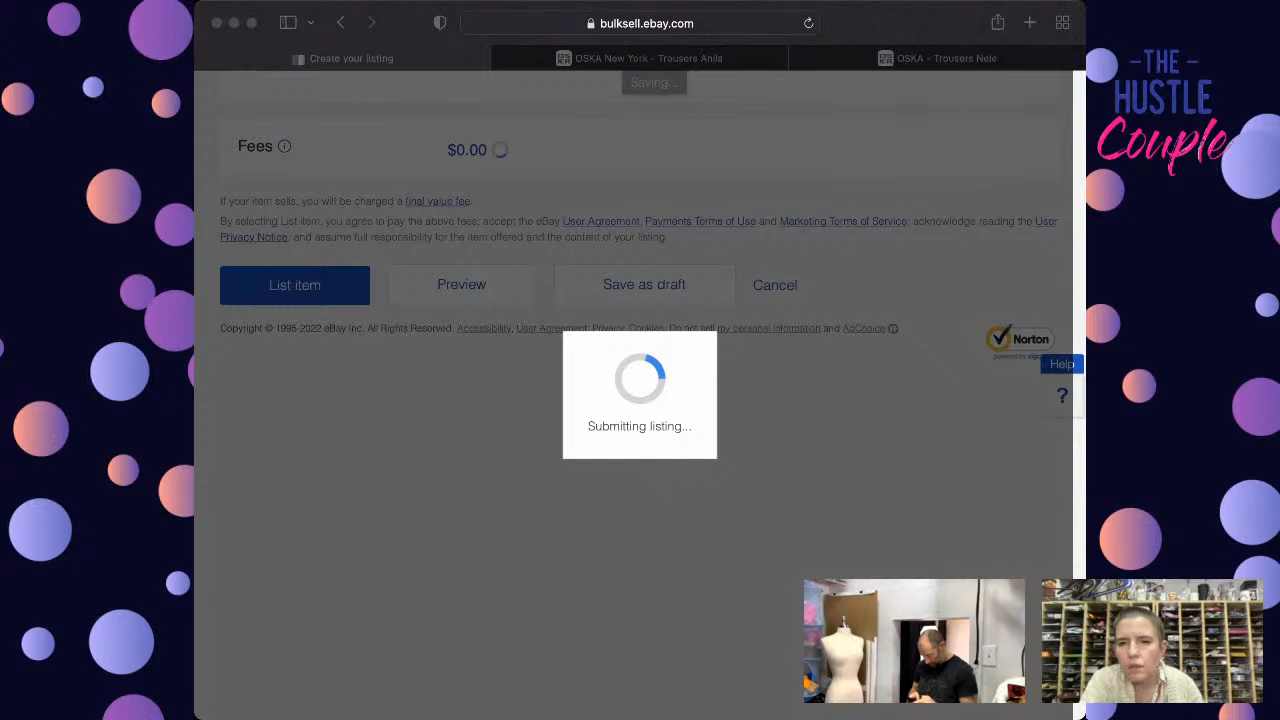 bulksell.ebay.com
Create your listing
OSKA New York - Trousers Anila
OSKA - Trousers Nele
-THE-
HUSTLE
Couple
Saving...
Fees
$0.00
If your item sells, you will be charged a final value fee.
By selecting List item, you agree to pay the above fees; accept the eBay User Agreement, Payments Terms of Use and Marketing Terms of Service; acknowledge reading the User
Privacy Notice; and assume full responsibility for the item offered and the content of your listing.
List item
Preview
Save as draft
Cancel
Copyright © 1995-2022 eBay Inc. All Rights Reserved. Accessibility, User Agreement, Privacy, Cookies, Do not sell my personal information and AdChoice
Norton
powered by digi
Help
?
Submitting listing...